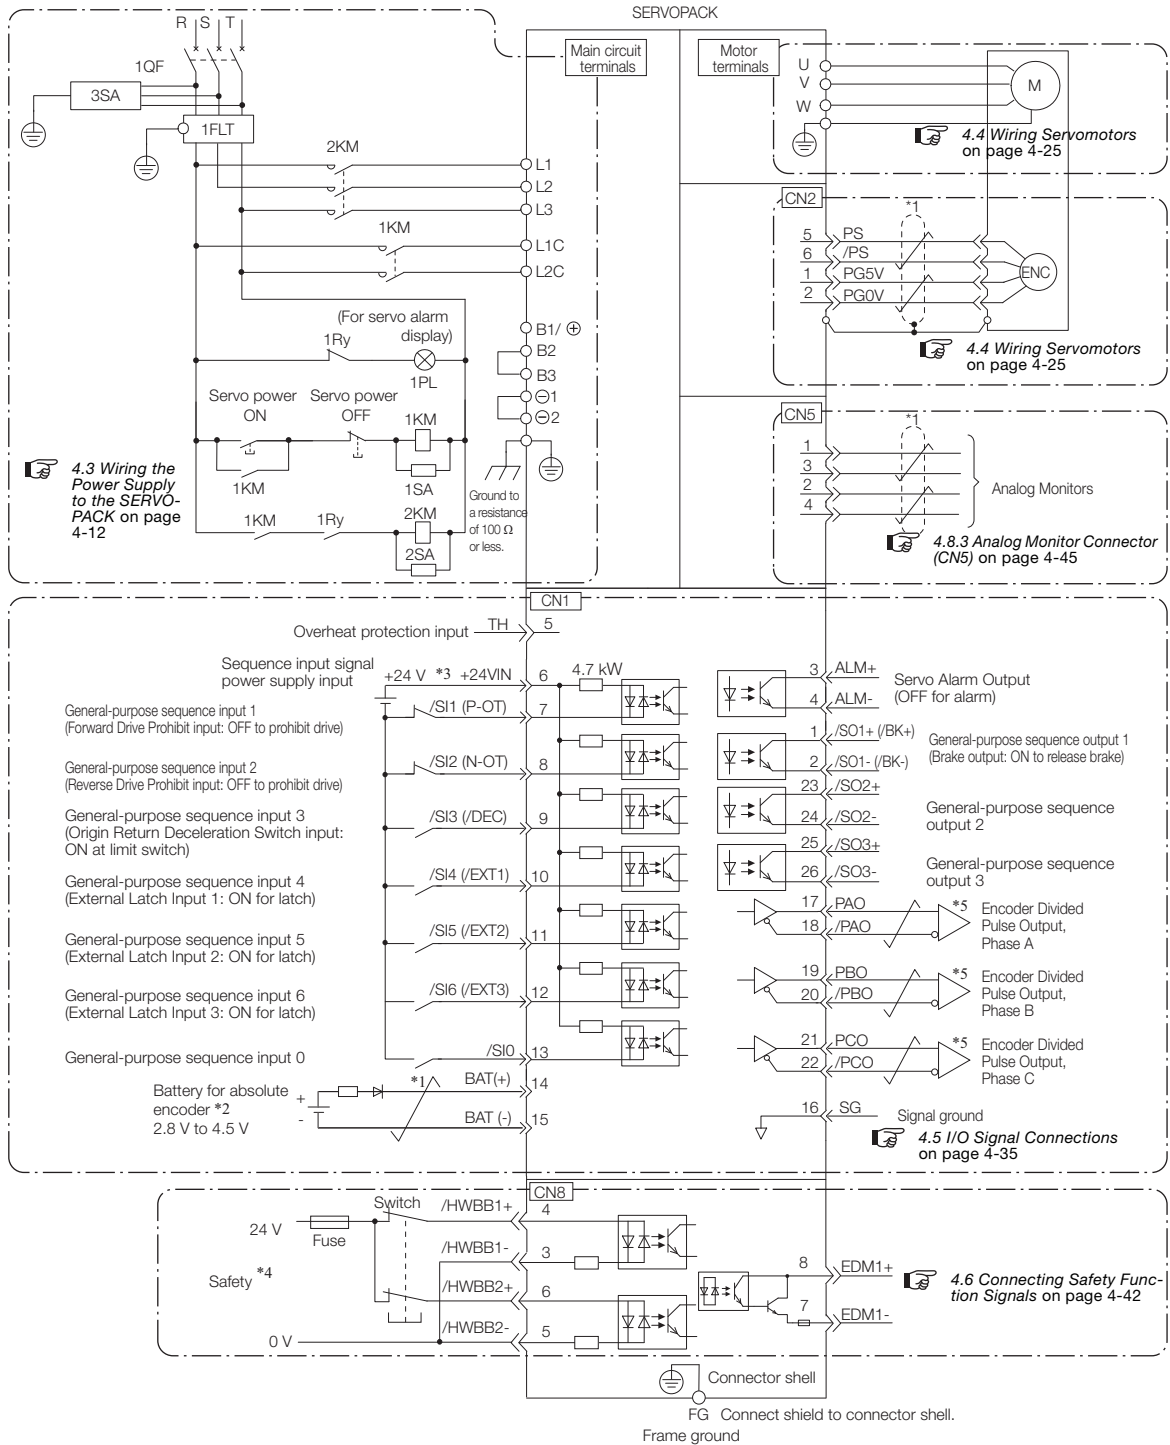 SERVOPACK
R S T
Main circuit
terminals
Motor
terminals
1QF
3SA
1FLT
2KM
L1
L2
L3
1KM
L1C
L2C
(For servo alarm
display)
1Ry
1PL
B1/ ⊕
B2
B3
⊖1
⊖2
Servo power
ON
Servo power
OFF
1KM
1KM
1SA
1KM
1Ry
2KM
2SA
Ground to
a resistance
of 100 Ω
or less.
4.3 Wiring the
Power Supply
to the SERVO-
PACK on page
4-12
U
V
W
M
4.4 Wiring Servomotors
on page 4-25
CN2
*1
5 PS
6 /PS
1 PG5V
2 PG0V
ENC
4.4 Wiring Servomotors
on page 4-25
CN5
*1
1
3
2
4
Analog Monitors
4.8.3 Analog Monitor Connector
(CN5) on page 4-45
CN1
Overheat protection input TH 5
Sequence input signal
power supply input
+24 V *3 +24VIN 6
4.7 kW
General-purpose sequence input 1
(Forward Drive Prohibit input: OFF to prohibit drive)
/SI1 (P-OT) 7
General-purpose sequence input 2
(Reverse Drive Prohibit input: OFF to prohibit drive)
/SI2 (N-OT) 8
General-purpose sequence input 3
(Origin Return Deceleration Switch input:
ON at limit switch)
/SI3 (/DEC) 9
General-purpose sequence input 4
(External Latch Input 1: ON for latch)
/SI4 (/EXT1) 10
General-purpose sequence input 5
(External Latch Input 2: ON for latch)
/SI5 (/EXT2) 11
General-purpose sequence input 6
(External Latch Input 3: ON for latch)
/SI6 (/EXT3) 12
General-purpose sequence input 0
/SI0 13
Battery for absolute
encoder *2
2.8 V to 4.5 V
+
-
*1
BAT(+) 14
BAT (-) 15
3 ALM+
4 ALM-
Servo Alarm Output
(OFF for alarm)
1 /SO1+ (/BK+)
2 /SO1- (/BK-)
General-purpose sequence output 1
(Brake output: ON to release brake)
23 /SO2+
24 /SO2-
General-purpose sequence
output 2
25 /SO3+
26 /SO3-
General-purpose sequence
output 3
17 PAO
18 /PAO
*5
Encoder Divided
Pulse Output,
Phase A
19 PBO
20 /PBO
*5
Encoder Divided
Pulse Output,
Phase B
21 PCO
22 /PCO
*5
Encoder Divided
Pulse Output,
Phase C
16 SG
Signal ground
4.5 I/O Signal Connections
on page 4-35
CN8
24 V
Fuse
Switch
Safety *4
0 V
/HWBB1+ 4
/HWBB1- 3
/HWBB2+ 6
/HWBB2- 5
8 EDM1+
7 EDM1-
4.6 Connecting Safety Func-
tion Signals on page 4-42
Connector shell
FG Connect shield to connector shell.
Frame ground